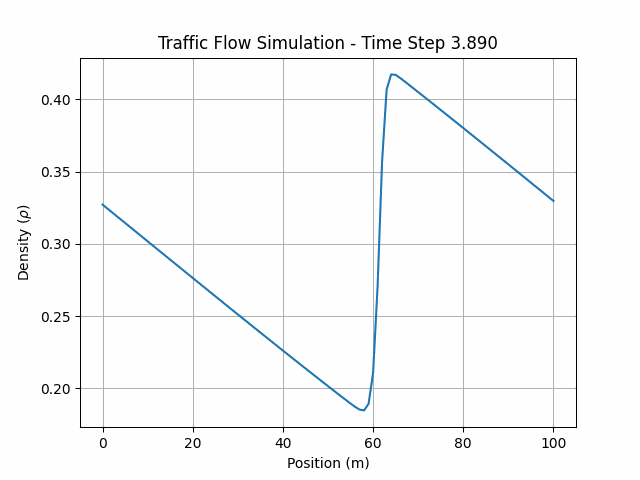 Traffic Flow Simulation - Time Step 3.890
0.40
0.35
0.30
0.25
0.20
Density (ρ)
0 20 40 60 80 100
Position (m)